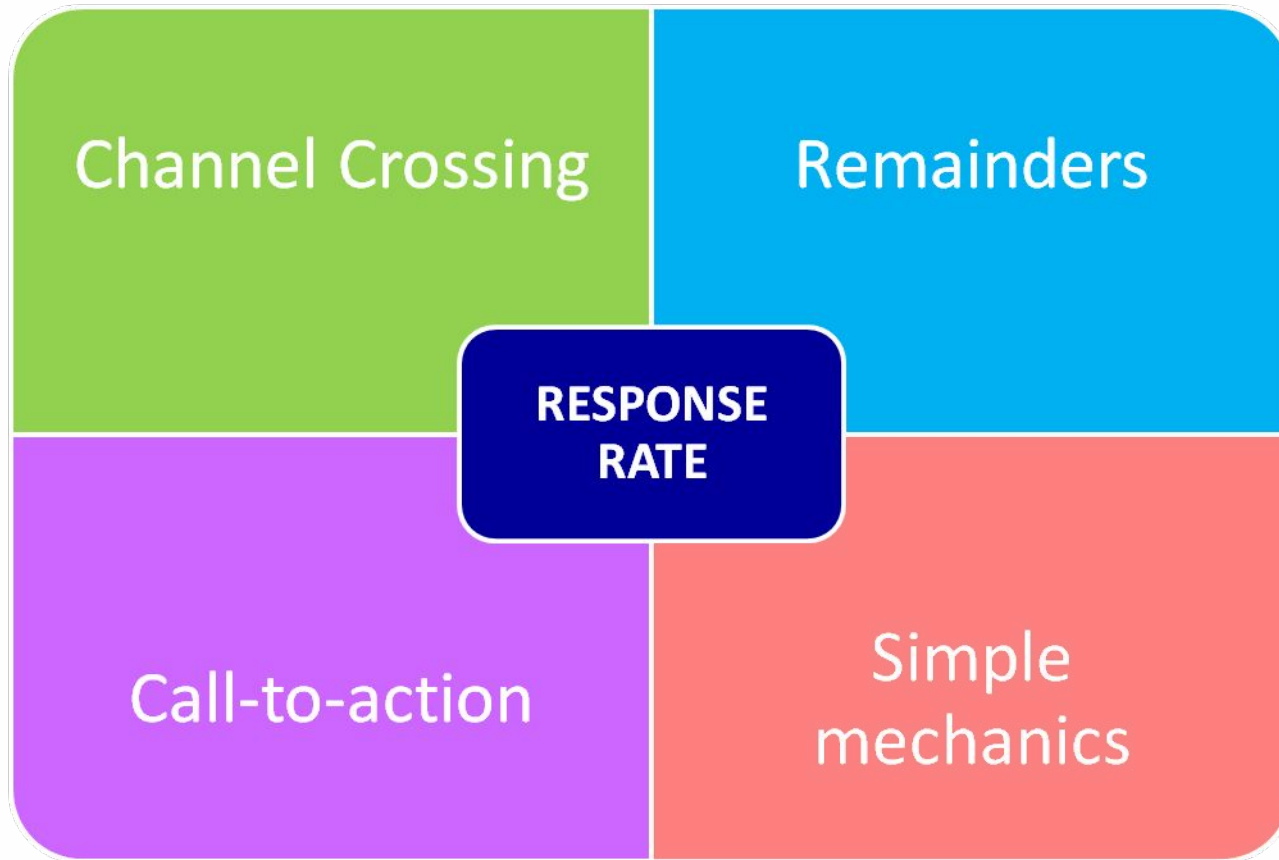 Channel Crossing
Remainders
RESPONSE
RATE
Call-to-action
Simple
mechanics